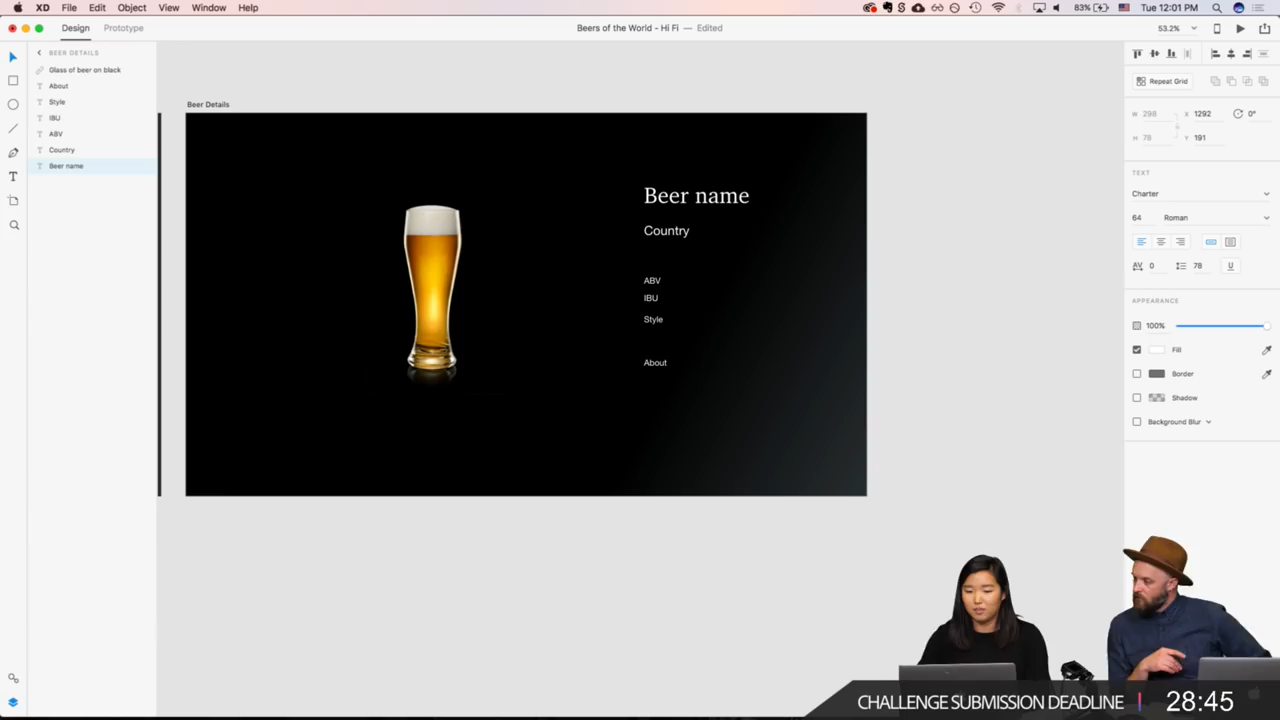 XD File Edit Object View Window Help
83% Tue 12:01 PM
Design Prototype
Beers of the World - Hi Fi — Edited
53.2%
BEER DETAILS
Glass of beer on black
About
Style
IBU
ABV
Country
Beer name
Beer Details
Beer name
Country
ABV
IBU
Style
About
Repeat Grid
W 298 X 1292 0°
H 78 Y 191
TEXT
Charter
64 Roman
AV 0 78 U
APPEARANCE
100%
Fill
Border
Shadow
Background Blur
CHALLENGE SUBMISSION DEADLINE | 28:45